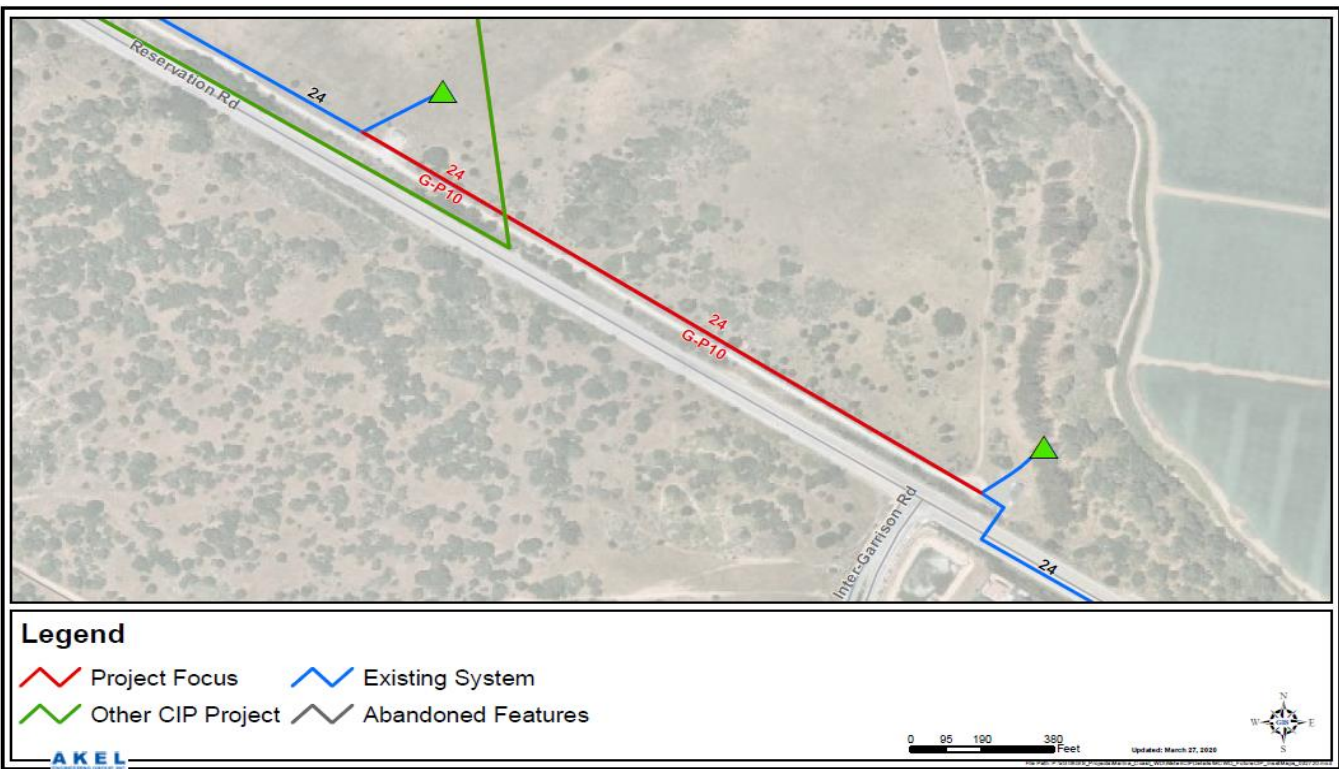 Reservation Rd
24
24
G-P10
24
G-P10
Inter-Garrison Rd
24
Legend
Project Focus
Existing System
Other CIP Project
Abandoned Features
AKEL
0 95 190 380
Feet
Updated: March 27, 2020
N
W
GIS
E
S